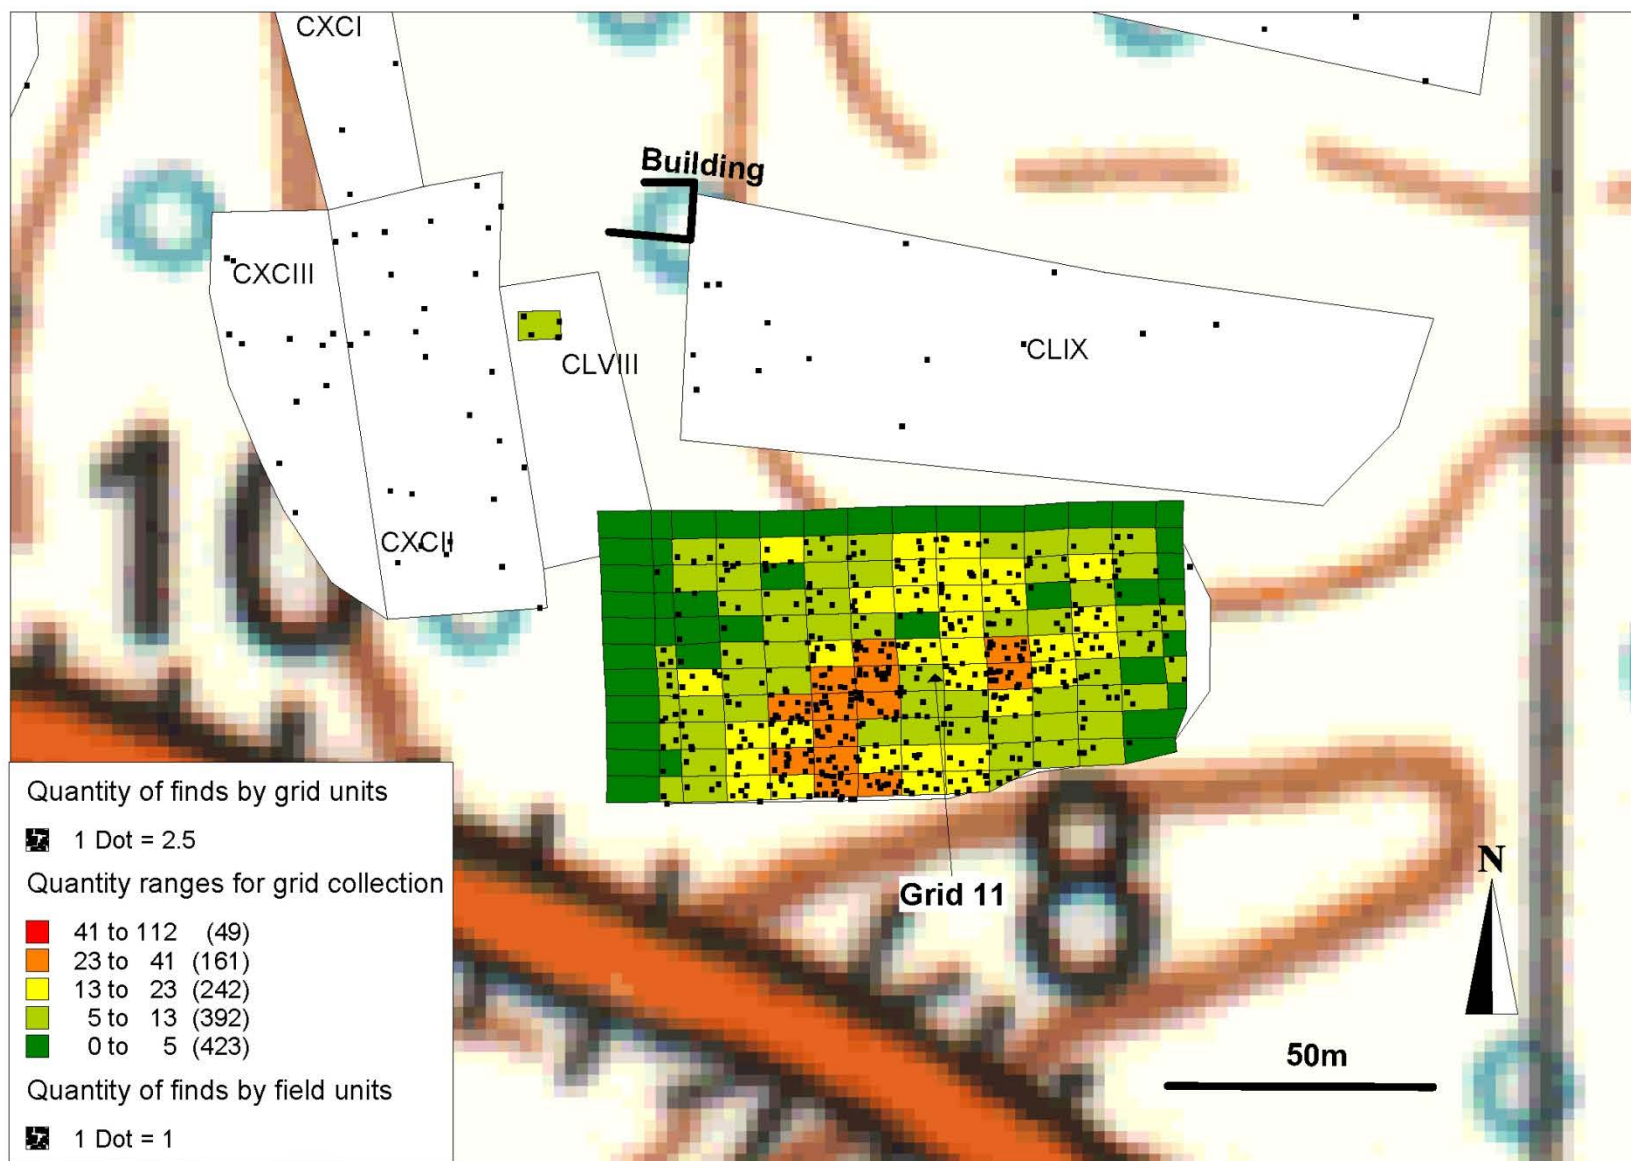 CXCI
Building
CXCIII
CLVIII
CLIX
10
CXCII
Grid 11
8
N
50m
Quantity of finds by grid units
1 Dot = 2.5
Quantity ranges for grid collection
41 to 112 (49)
23 to 41 (161)
13 to 23 (242)
5 to 13 (392)
0 to 5 (423)
Quantity of finds by field units
1 Dot = 1